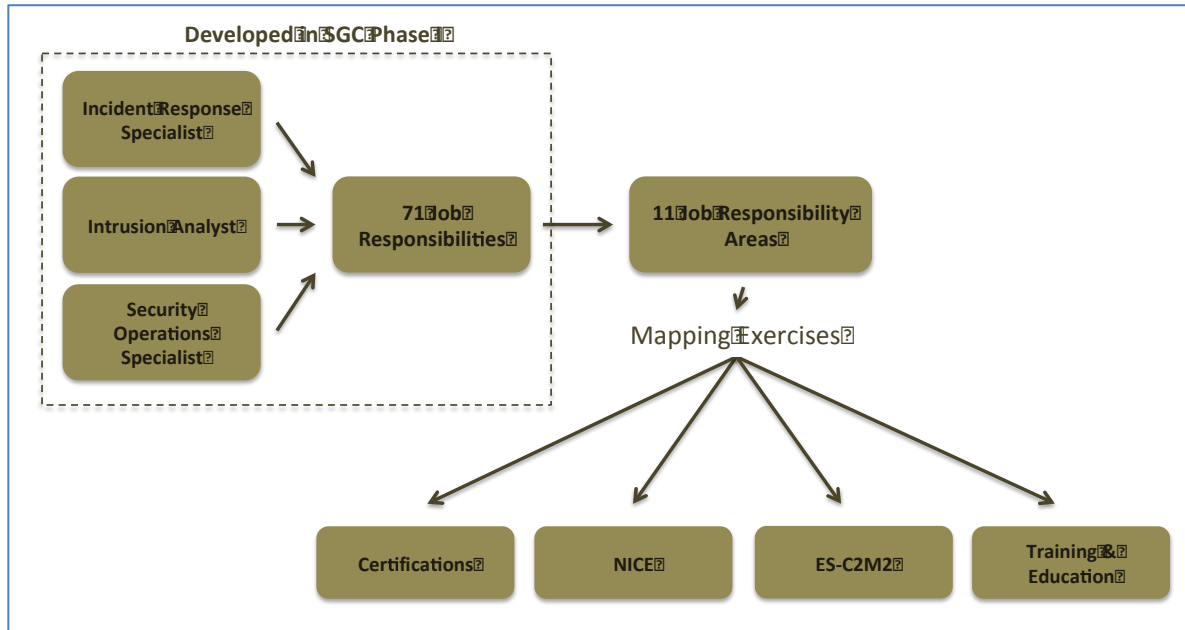 Developed in SGC Phase I
Incident Response
Specialist
Intrusion Analyst
Security
Operations
Specialist
71 Job
Responsibilities
11 Job Responsibility
Areas
Mapping Exercises
Certifications
NICE
ES-C2M2
Training &
Education